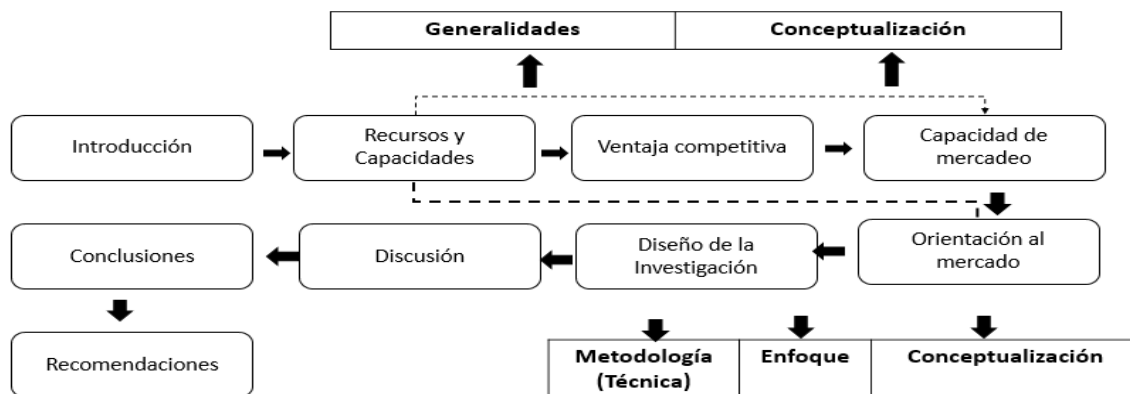 Generalidades
Conceptualización
Introducción
Recursos y
Capacidades
Ventaja competitiva
Capacidad de
mercadeo
Conclusiones
Discusión
Diseño de la
Investigación
Orientación al
mercado
Recomendaciones
Metodología
(Técnica)
Enfoque
Conceptualización